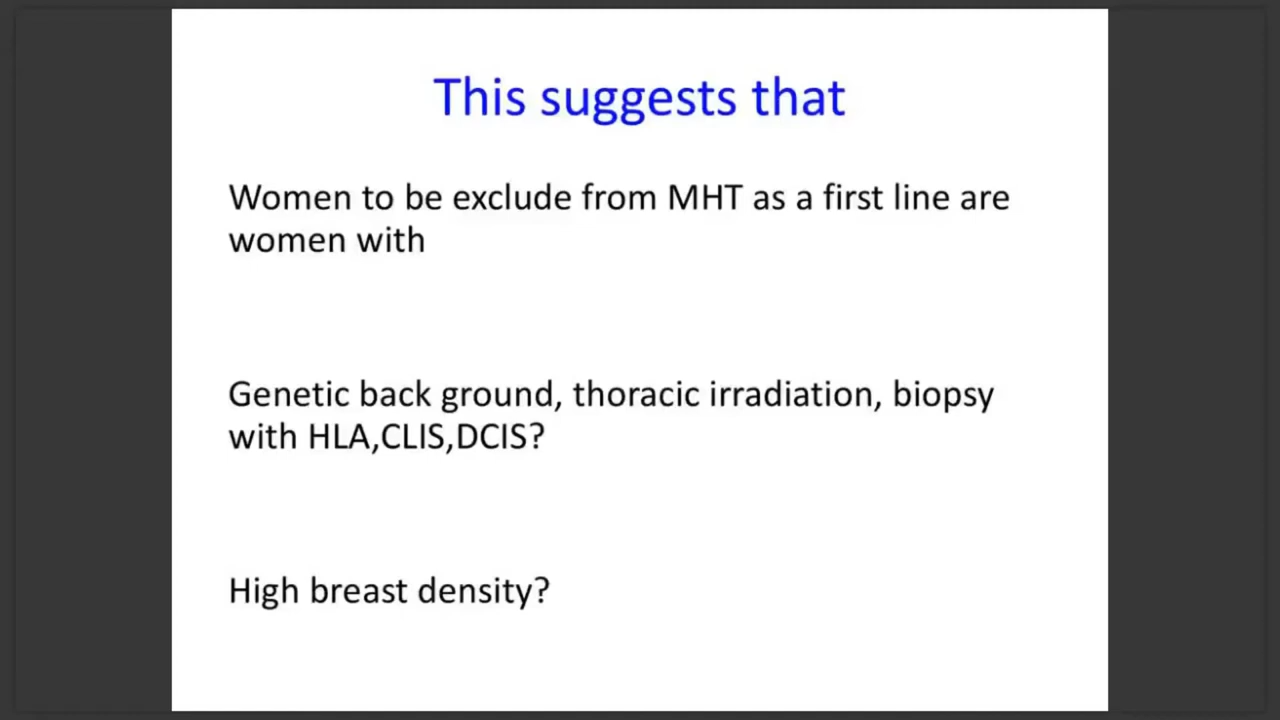 This suggests that
Women to be exclude from MHT as a first line are
women with
Genetic back ground, thoracic irradiation, biopsy
with HLA,CLIS,DCIS?
High breast density?